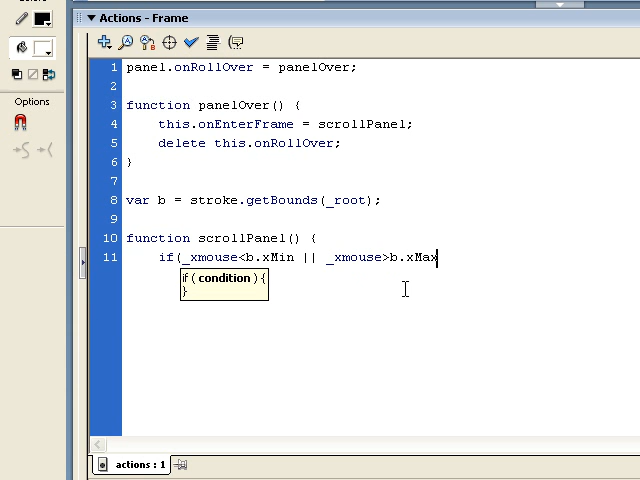 Actions - Frame
Options
1 panel.onRollOver = panelOver;
2
3 function panelOver() {
4 this.onEnterFrame = scrollPanel;
5 delete this.onRollOver;
6 }
7
8 var b = stroke.getBounds(_root);
9
10 function scrollPanel() {
11 if(_xmouse<b.xMin || _xmouse>b.xMax
if ( condition ) {
}
actions : 1